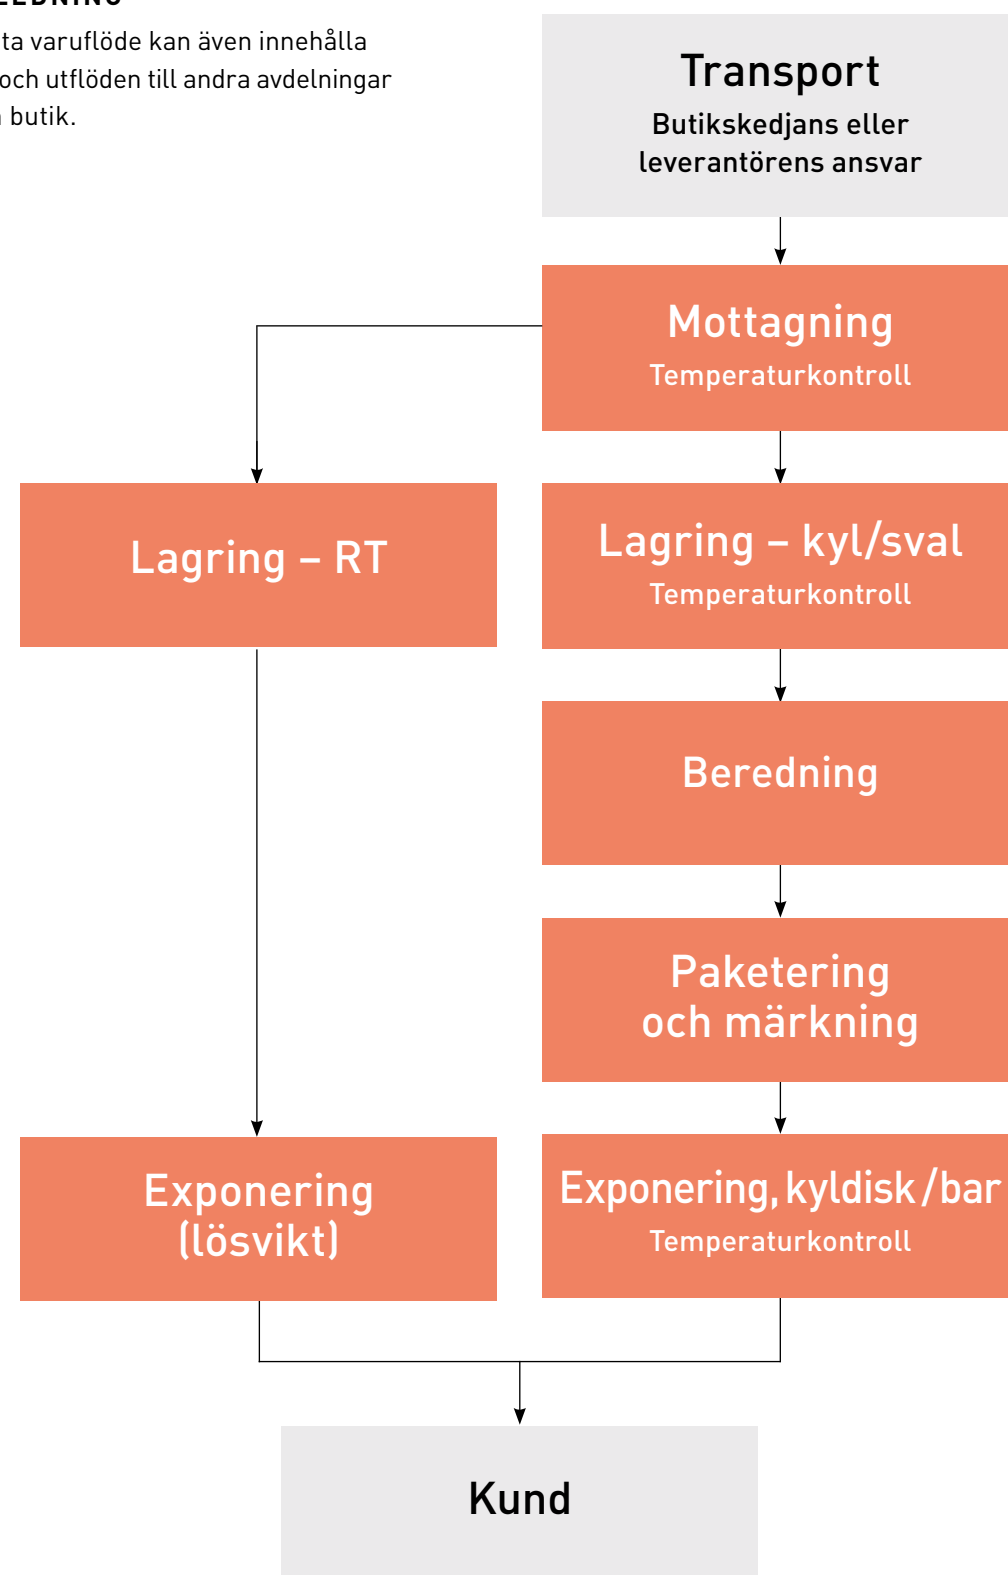 ta varuflöde kan även innehålla
och utflöden till andra avdelningar
butik.
Transport
Butikskedjans eller
leverantörens ansvar
Mottagning
Temperaturkontroll
Lagring – RT
Lagring – kyl/sval
Temperaturkontroll
Beredning
Paketering
och märkning
Exponering
(lösvikt)
Exponering, kyldisk/bar
Temperaturkontroll
Kund